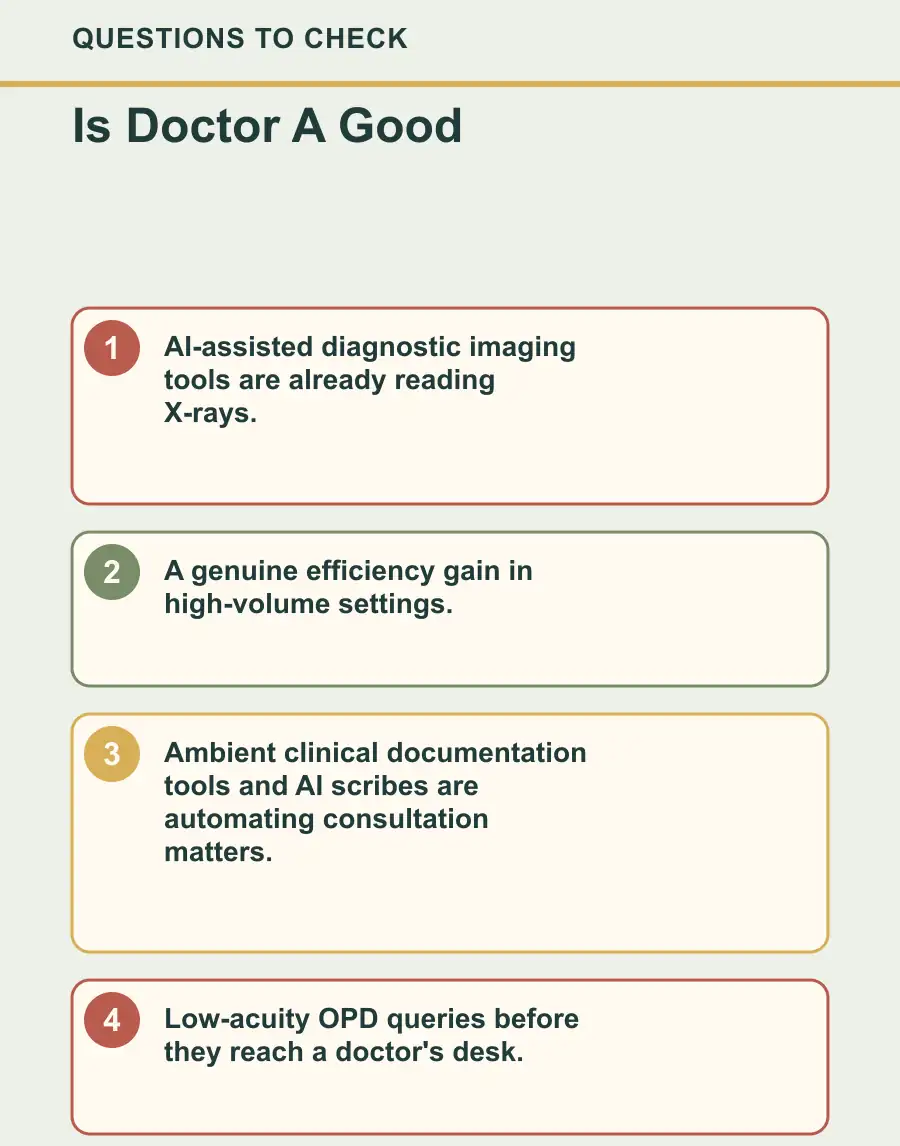 QUESTIONS TO CHECK
Is Doctor A Good
1
AI-assisted diagnostic imaging
tools are already reading
X-rays.
2
A genuine efficiency gain in
high-volume settings.
3
Ambient clinical documentation
tools and AI scribes are
automating consultation
matters.
4
Low-acuity OPD queries before
they reach a doctor's desk.